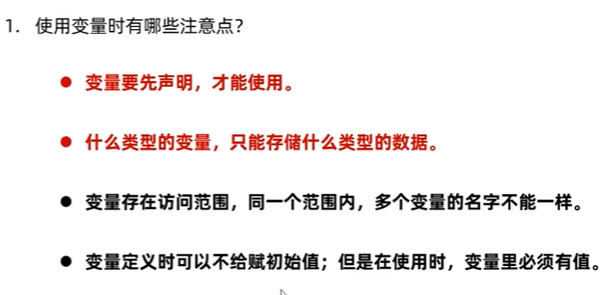 1. 使用变量时有哪些注意点？
● 变量要先声明，才能使用。
● 什么类型的变量，只能存储什么类型的数据。
● 变量存在访问范围，同一个范围内，多个变量的名字不能一样。
● 变量定义时可以不给赋初始值；但是在使用时，变量里必须有值。